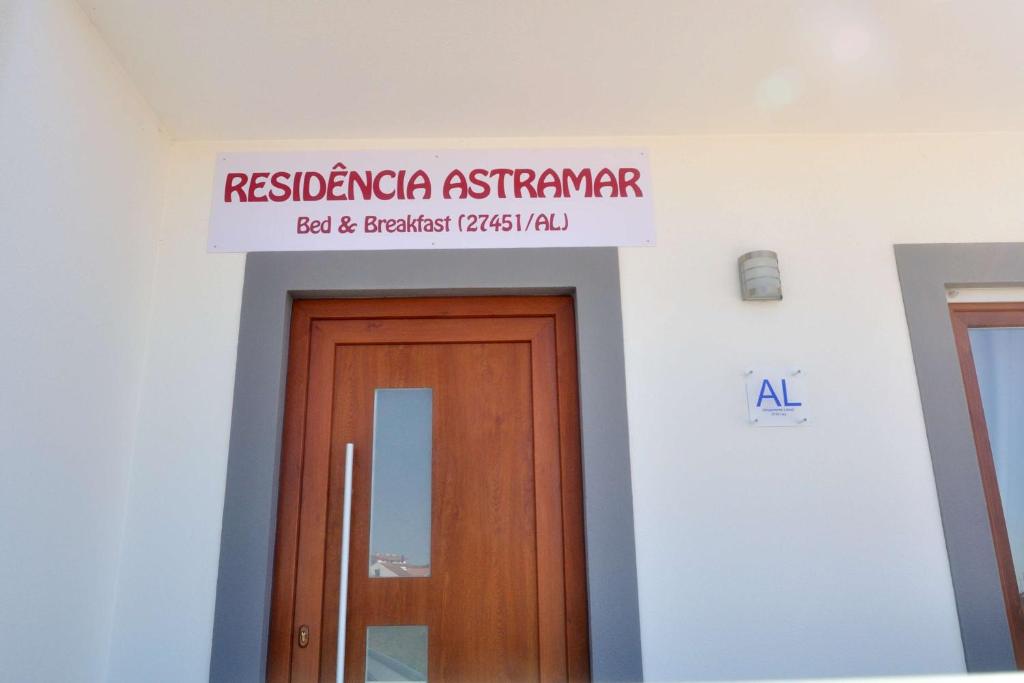 RESIDÊNCIA ASTRAMAR
Bed & Breakfast (27451/AL)
AL